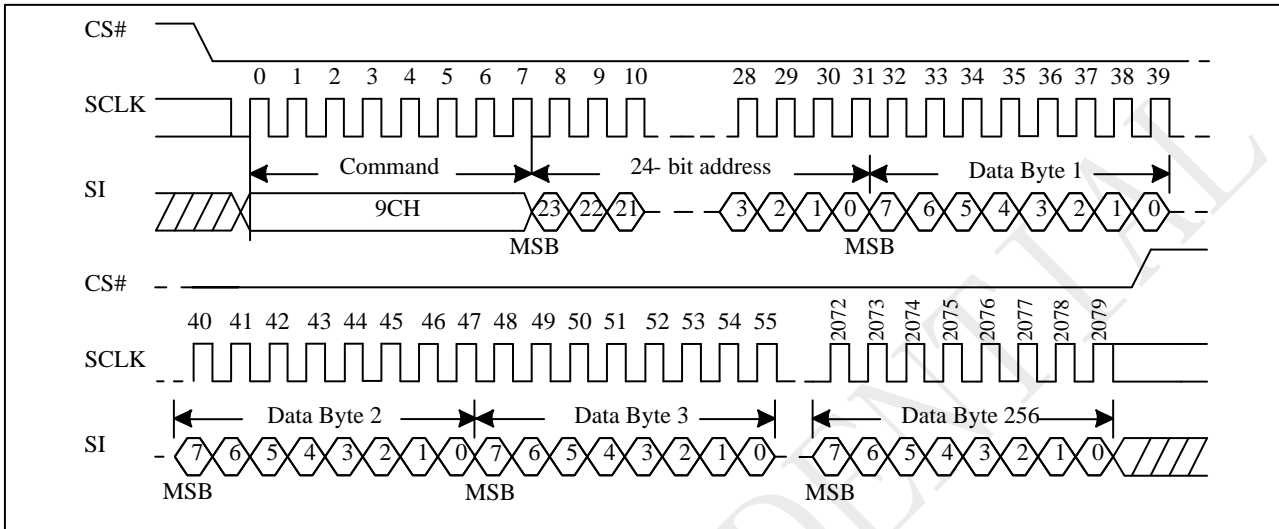 CS#
0 1 2 3 4 5 6 7 8 9 10 28 29 30 31 32 33 34 35 36 37 38 39
SCLK
Command 24- bit address Data Byte 1
SI
9CH 23 22 21 3 2 1 0 7 6 5 4 3 2 1 0
MSB MSB
CS#
40 41 42 43 44 45 46 47 48 49 50 51 52 53 54 55 2072 2073 2074 2075 2076 2077 2078 2079
SCLK
Data Byte 2 Data Byte 3 Data Byte 256
SI
7 6 5 4 3 2 1 0 7 6 5 4 3 2 1 0 7 6 5 4 3 2 1 0
MSB MSB MSB
DENTIAL